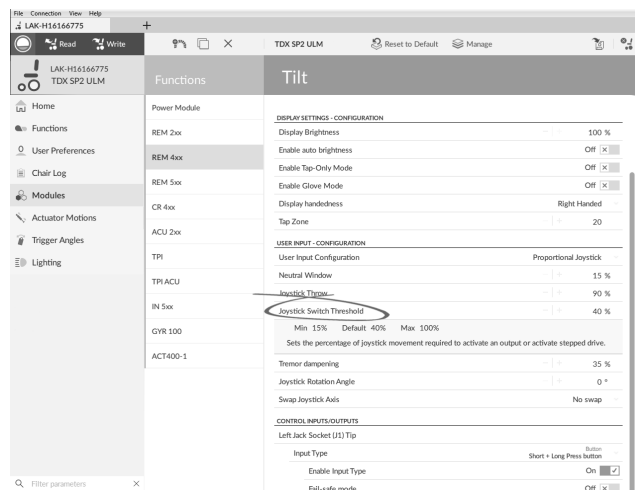 File Connection View Help
LAK-H16166775 +
Read Write TDX SP2 ULM Reset to Default Manage
LAK-H16166775
TDX SP2 ULM
Functions
Tilt
Home
Functions
User Preferences
Chair Log
Modules
Actuator Motions
Trigger Angles
Lighting
Filter parameters
Power Module
REM 2xx
REM 4xx
REM 5xx
CR 4xx
ACU 2xx
TPI
TPI ACU
IN 5xx
GYR 100
ACT400-1
DISPLAY SETTINGS - CONFIGURATION
Display Brightness 100 %
Enable auto brightness Off
Enable Tap-Only Mode Off
Enable Glove Mode Off
Display handedness Right Handed
Tap Zone 20
USER INPUT - CONFIGURATION
User Input Configuration Proportional Joystick
Neutral Window 15 %
Joystick Throw 90 %
Joystick Switch Threshold 40 %
Min 15% Default 40% Max 100%
Sets the percentage of joystick movement required to activate an output or activate stepped drive.
Tremor dampening 35 %
Joystick Rotation Angle 0 °
Swap Joystick Axis No swap
CONTROL INPUTS/OUTPUTS
Left Jack Socket (J1) Tip
Button
Input Type Short + Long Press button
Enable Input Type On
Fail-safe mode Off